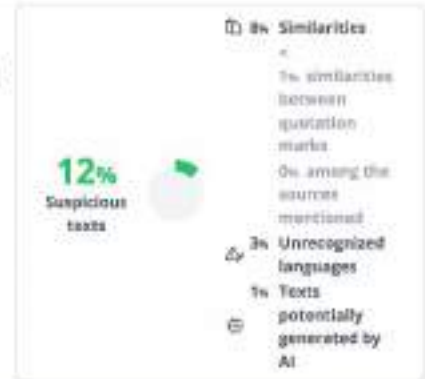 12%
Suspicious
texts
8% Similarities
<
1% similarities
between
quotation
marks
0% among the
sources
mentioned
3% Unrecognized
languages
1% Texts
potentially
generated by
AI